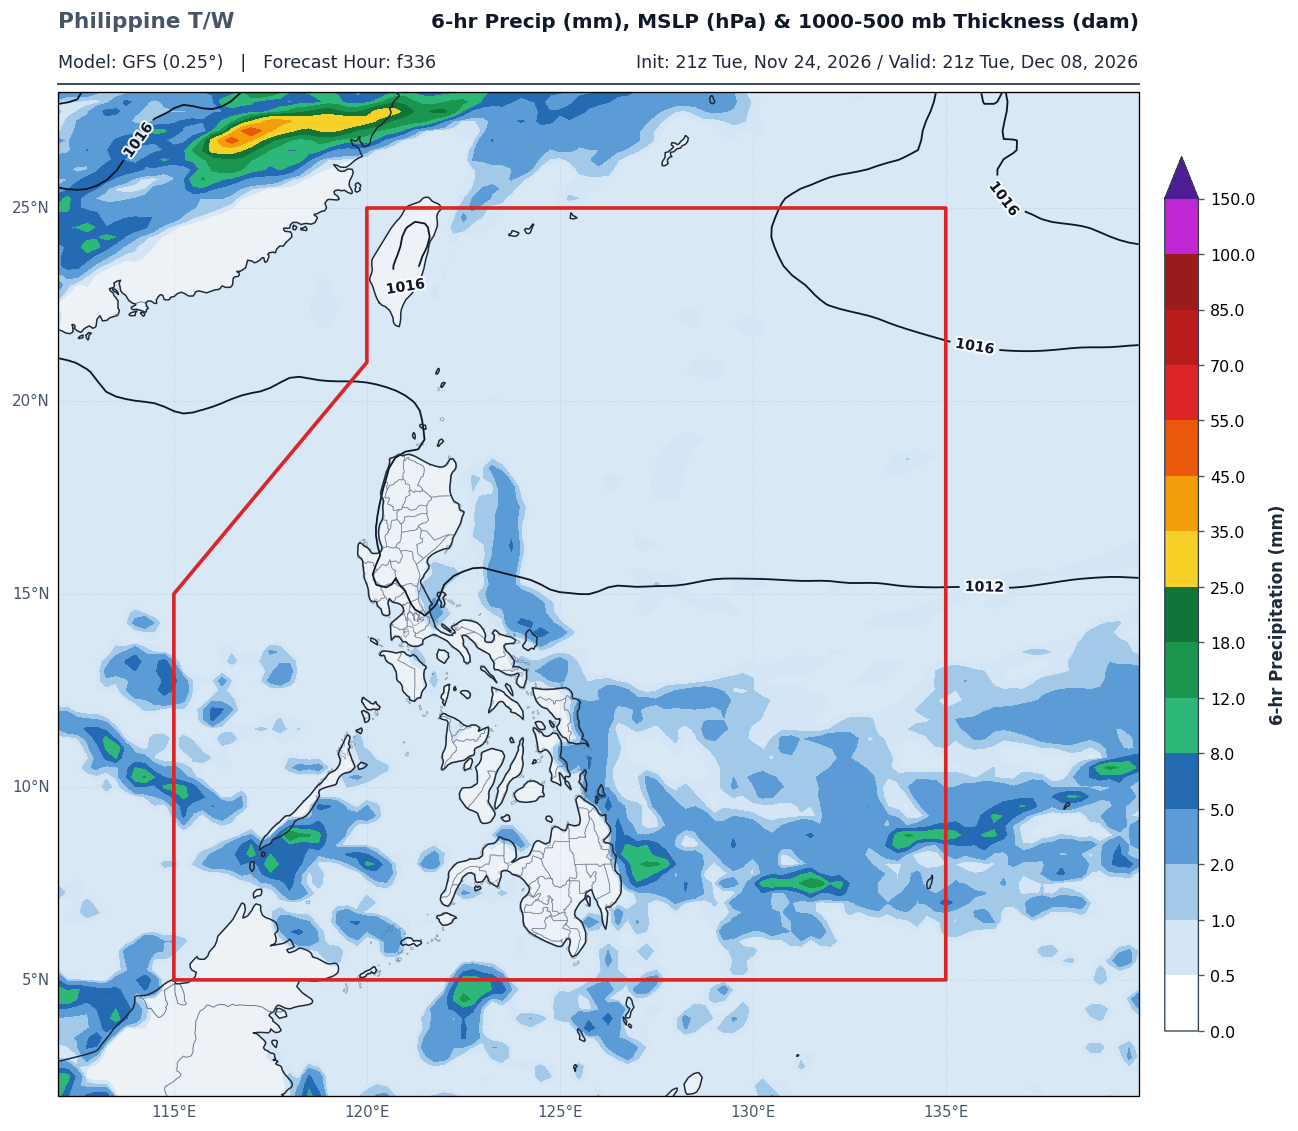 Philippine T/W
6-hr Precip (mm), MSLP (hPa) & 1000-500 mb Thickness (dam)
Model: GFS (0.25°) | Forecast Hour: f336
Init: 21z Tue, Nov 24, 2026 / Valid: 21z Tue, Dec 08, 2026
1016
1016
1016
1016
1012
25°N
20°N
15°N
10°N
5°N
115°E
120°E
125°E
130°E
135°E
150.0
100.0
85.0
70.0
55.0
45.0
35.0
25.0
18.0
12.0
8.0
5.0
2.0
1.0
0.5
0.0
6-hr Precipitation (mm)